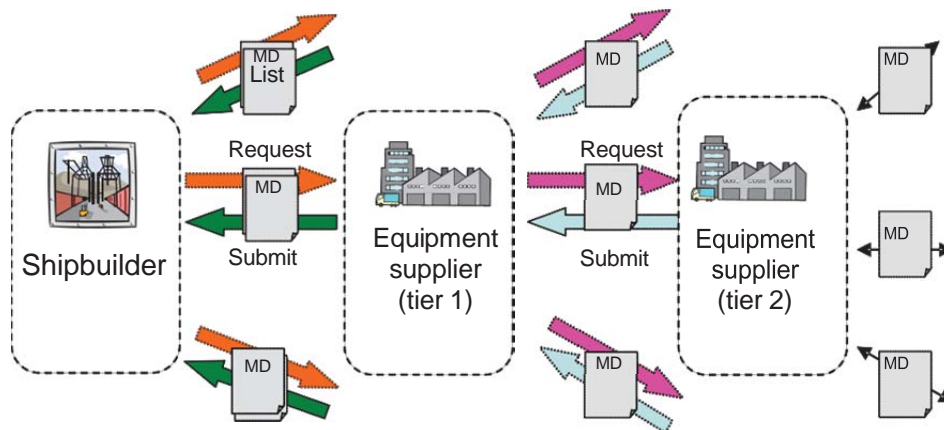 MD
List
MD
MD
Request
MD
Request
MD
MD
Shipbuilder
Submit
Equipment
supplier
(tier 1)
Submit
Equipment
supplier
(tier 2)
MD
MD
MD
MD